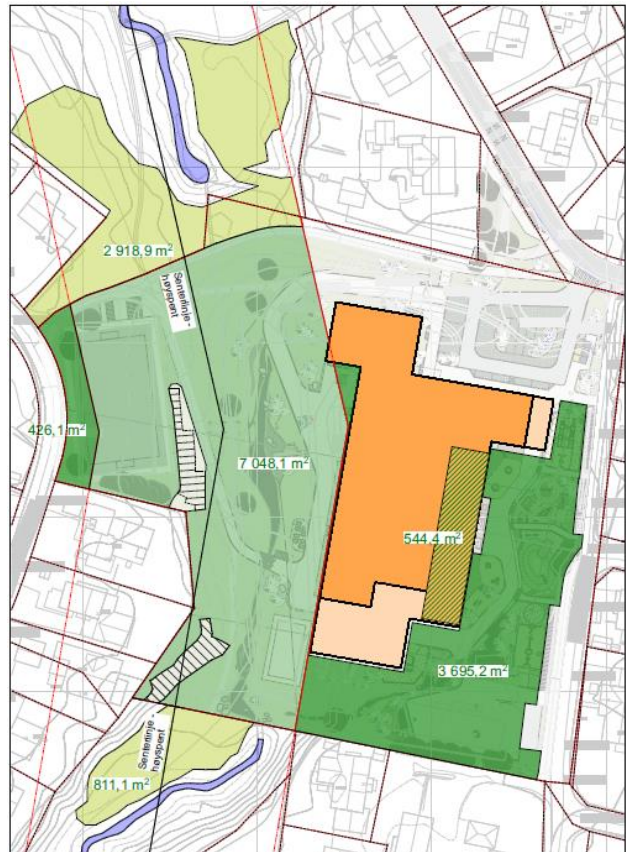 2 918,9 m²
Senterlinje -
høyspent
426,1 m²
7 048,1 m²
544,4 m²
3 695,2 m²
Senterlinje -
høyspent
811,1 m²